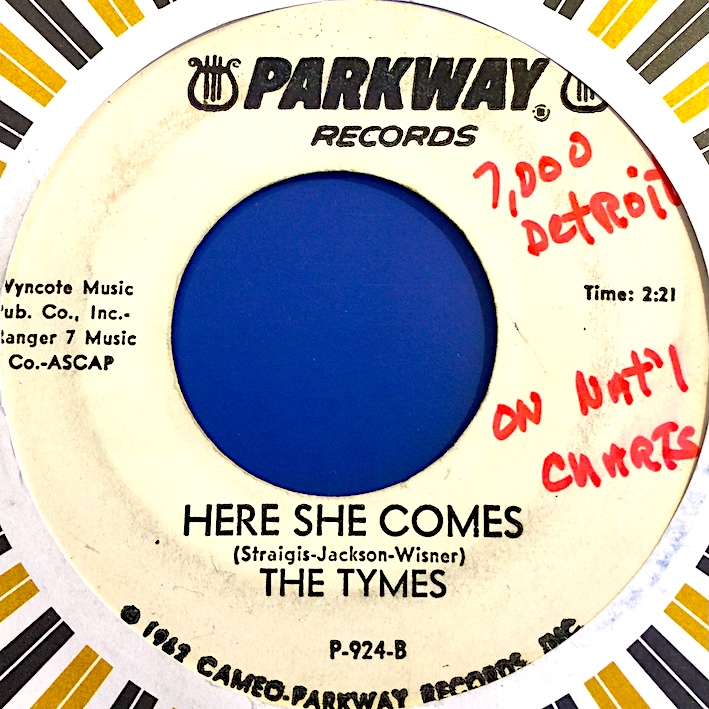 PARKWAY
RECORDS
7,000
DETROIT
Wyncote Music
Pub. Co., Inc.-
Ranger 7 Music
Co.-ASCAP
Time: 2:21
ON NAT'L
CHARTS
HERE SHE COMES
(Straigis-Jackson-Wisner)
THE TYMES
P-924-B
© 1962 CAMEO-PARKWAY RECORDS, INC.